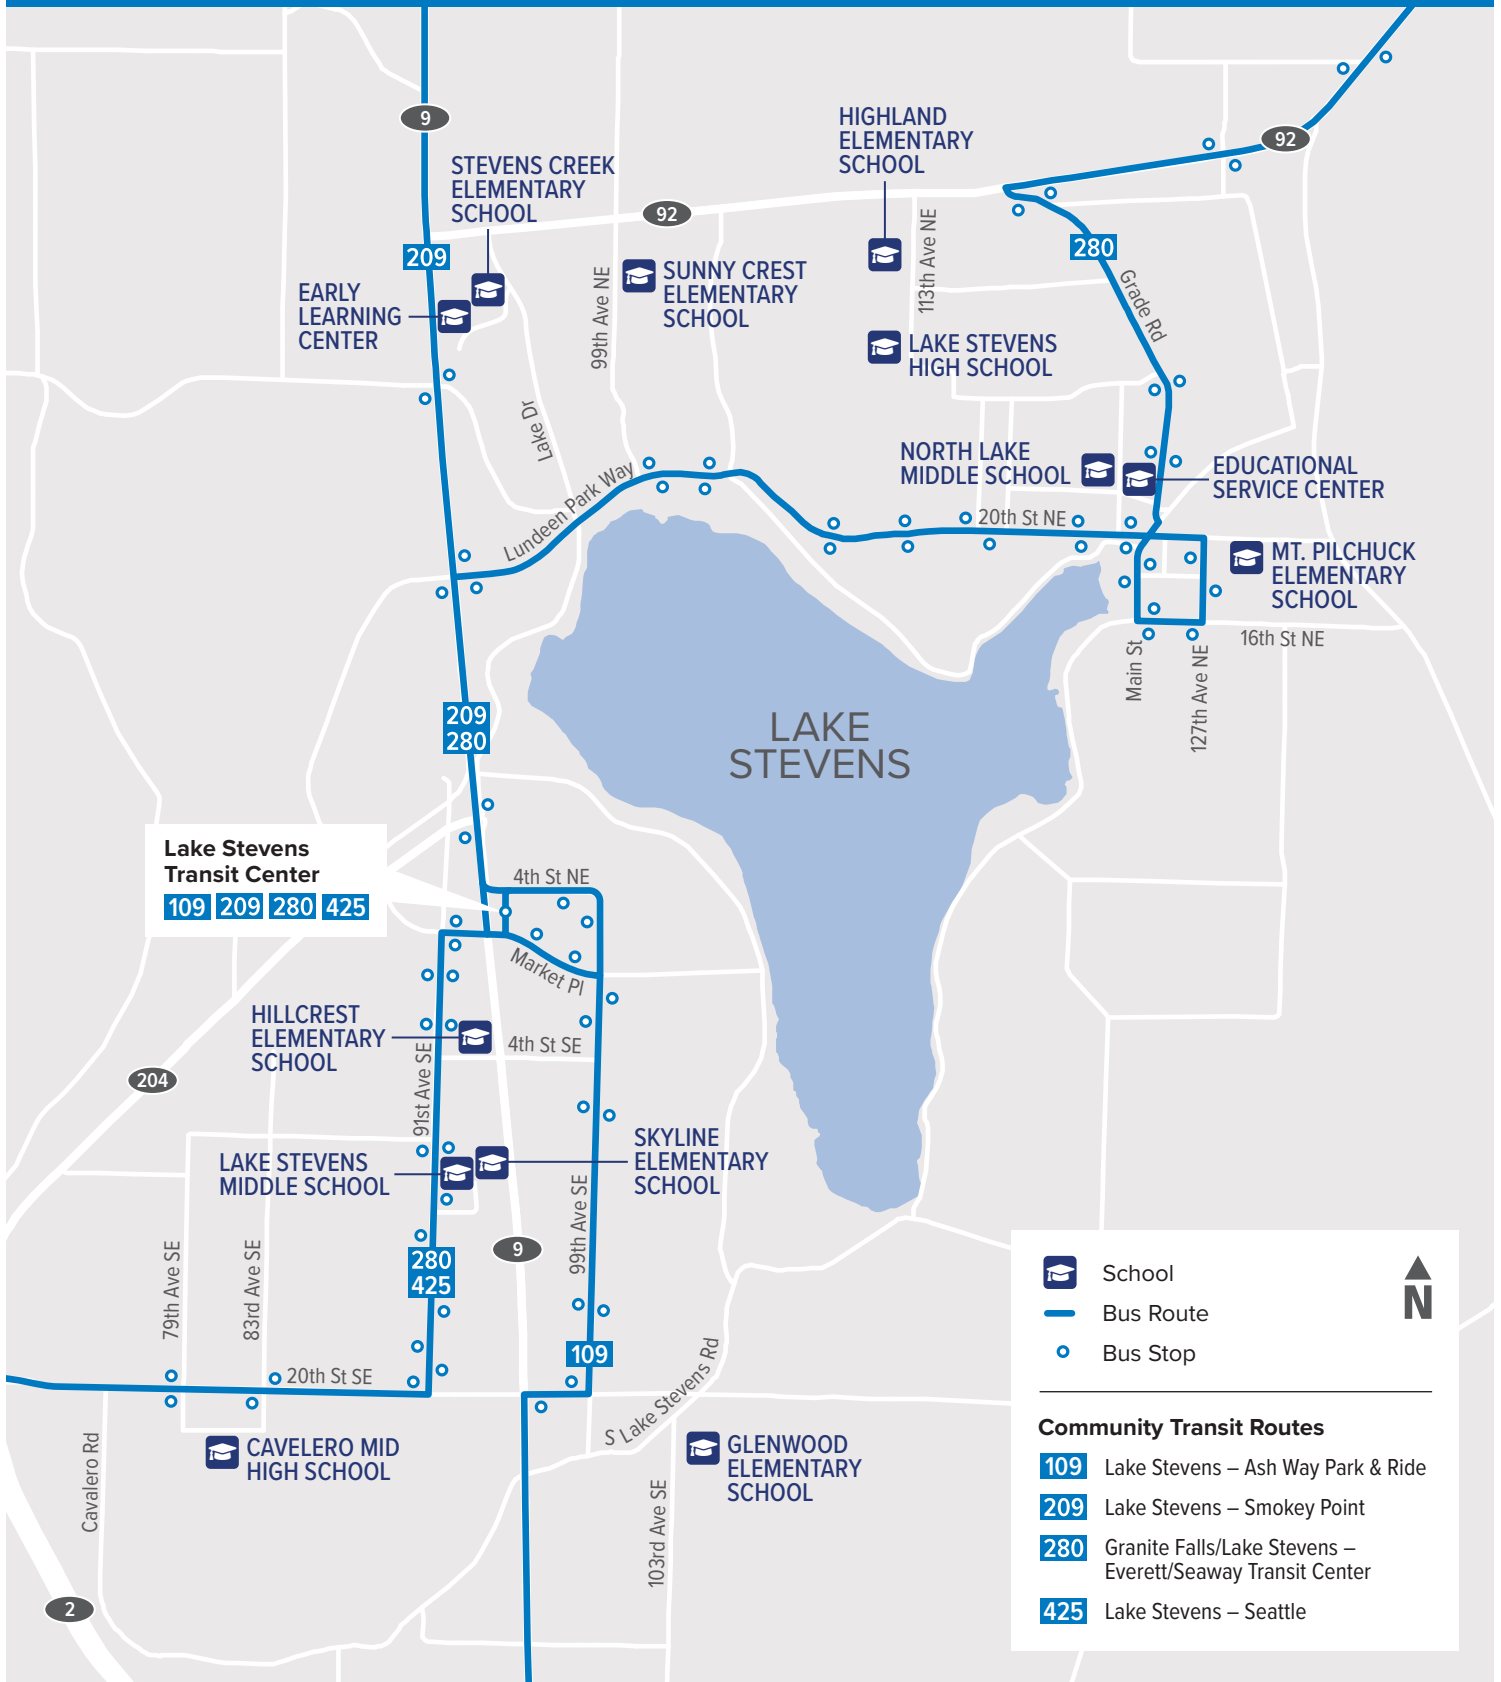 9
92
HIGHLAND
ELEMENTARY
SCHOOL
STEVENS CREEK
ELEMENTARY
SCHOOL
92
209
280
113th Ave NE
99th Ave NE
SUNNY CREST
ELEMENTARY
SCHOOL
EARLY
LEARNING
CENTER
Grade Rd
LAKE STEVENS
HIGH SCHOOL
Lake Dr
NORTH LAKE
MIDDLE SCHOOL
EDUCATIONAL
SERVICE CENTER
Lundeen Park Way
20th St NE
MT. PILCHUCK
ELEMENTARY
SCHOOL
16th St NE
Main St
127th Ave NE
209
280
LAKE
STEVENS
Lake Stevens
Transit Center
109 209 280 425
4th St NE
Market Pl
HILLCREST
ELEMENTARY
SCHOOL
4th St SE
204
91st Ave SE
SKYLINE
ELEMENTARY
SCHOOL
LAKE STEVENS
MIDDLE SCHOOL
99th Ave SE
79th Ave SE
83rd Ave SE
280
425
9
109
20th St SE
S Lake Stevens Rd
CAVELERO MID
HIGH SCHOOL
GLENWOOD
ELEMENTARY
SCHOOL
Cavalero Rd
103rd Ave SE
2
School
Bus Route
Bus Stop
N
Community Transit Routes
109 Lake Stevens – Ash Way Park & Ride
209 Lake Stevens – Smokey Point
280 Granite Falls/Lake Stevens –
Everett/Seaway Transit Center
425 Lake Stevens – Seattle